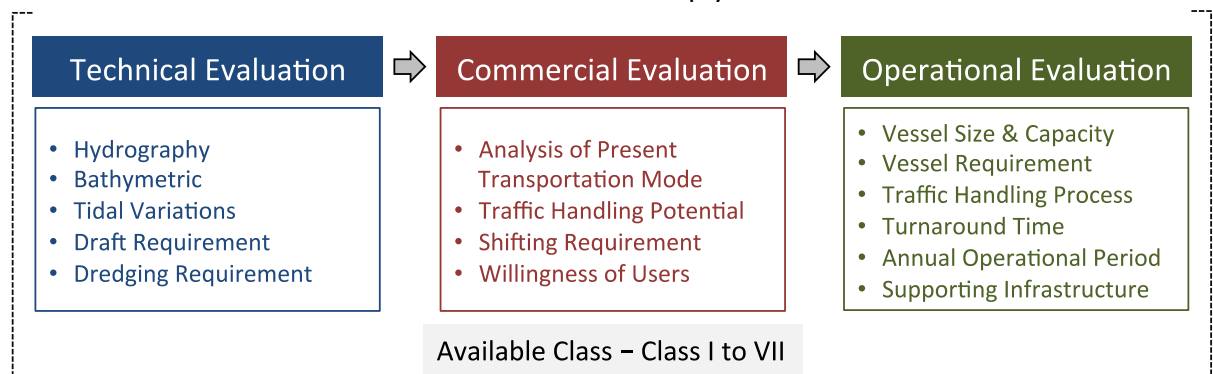 Technical Evaluation
Commercial Evaluation
Operational Evaluation
• Hydrography
• Bathymetric
• Tidal Variations
• Draft Requirement
• Dredging Requirement
• Analysis of Present
Transportation Mode
• Traffic Handling Potential
• Shifting Requirement
• Willingness of Users
• Vessel Size & Capacity
• Vessel Requirement
• Traffic Handling Process
• Turnaround Time
• Annual Operational Period
• Supporting Infrastructure
Available Class – Class I to VII